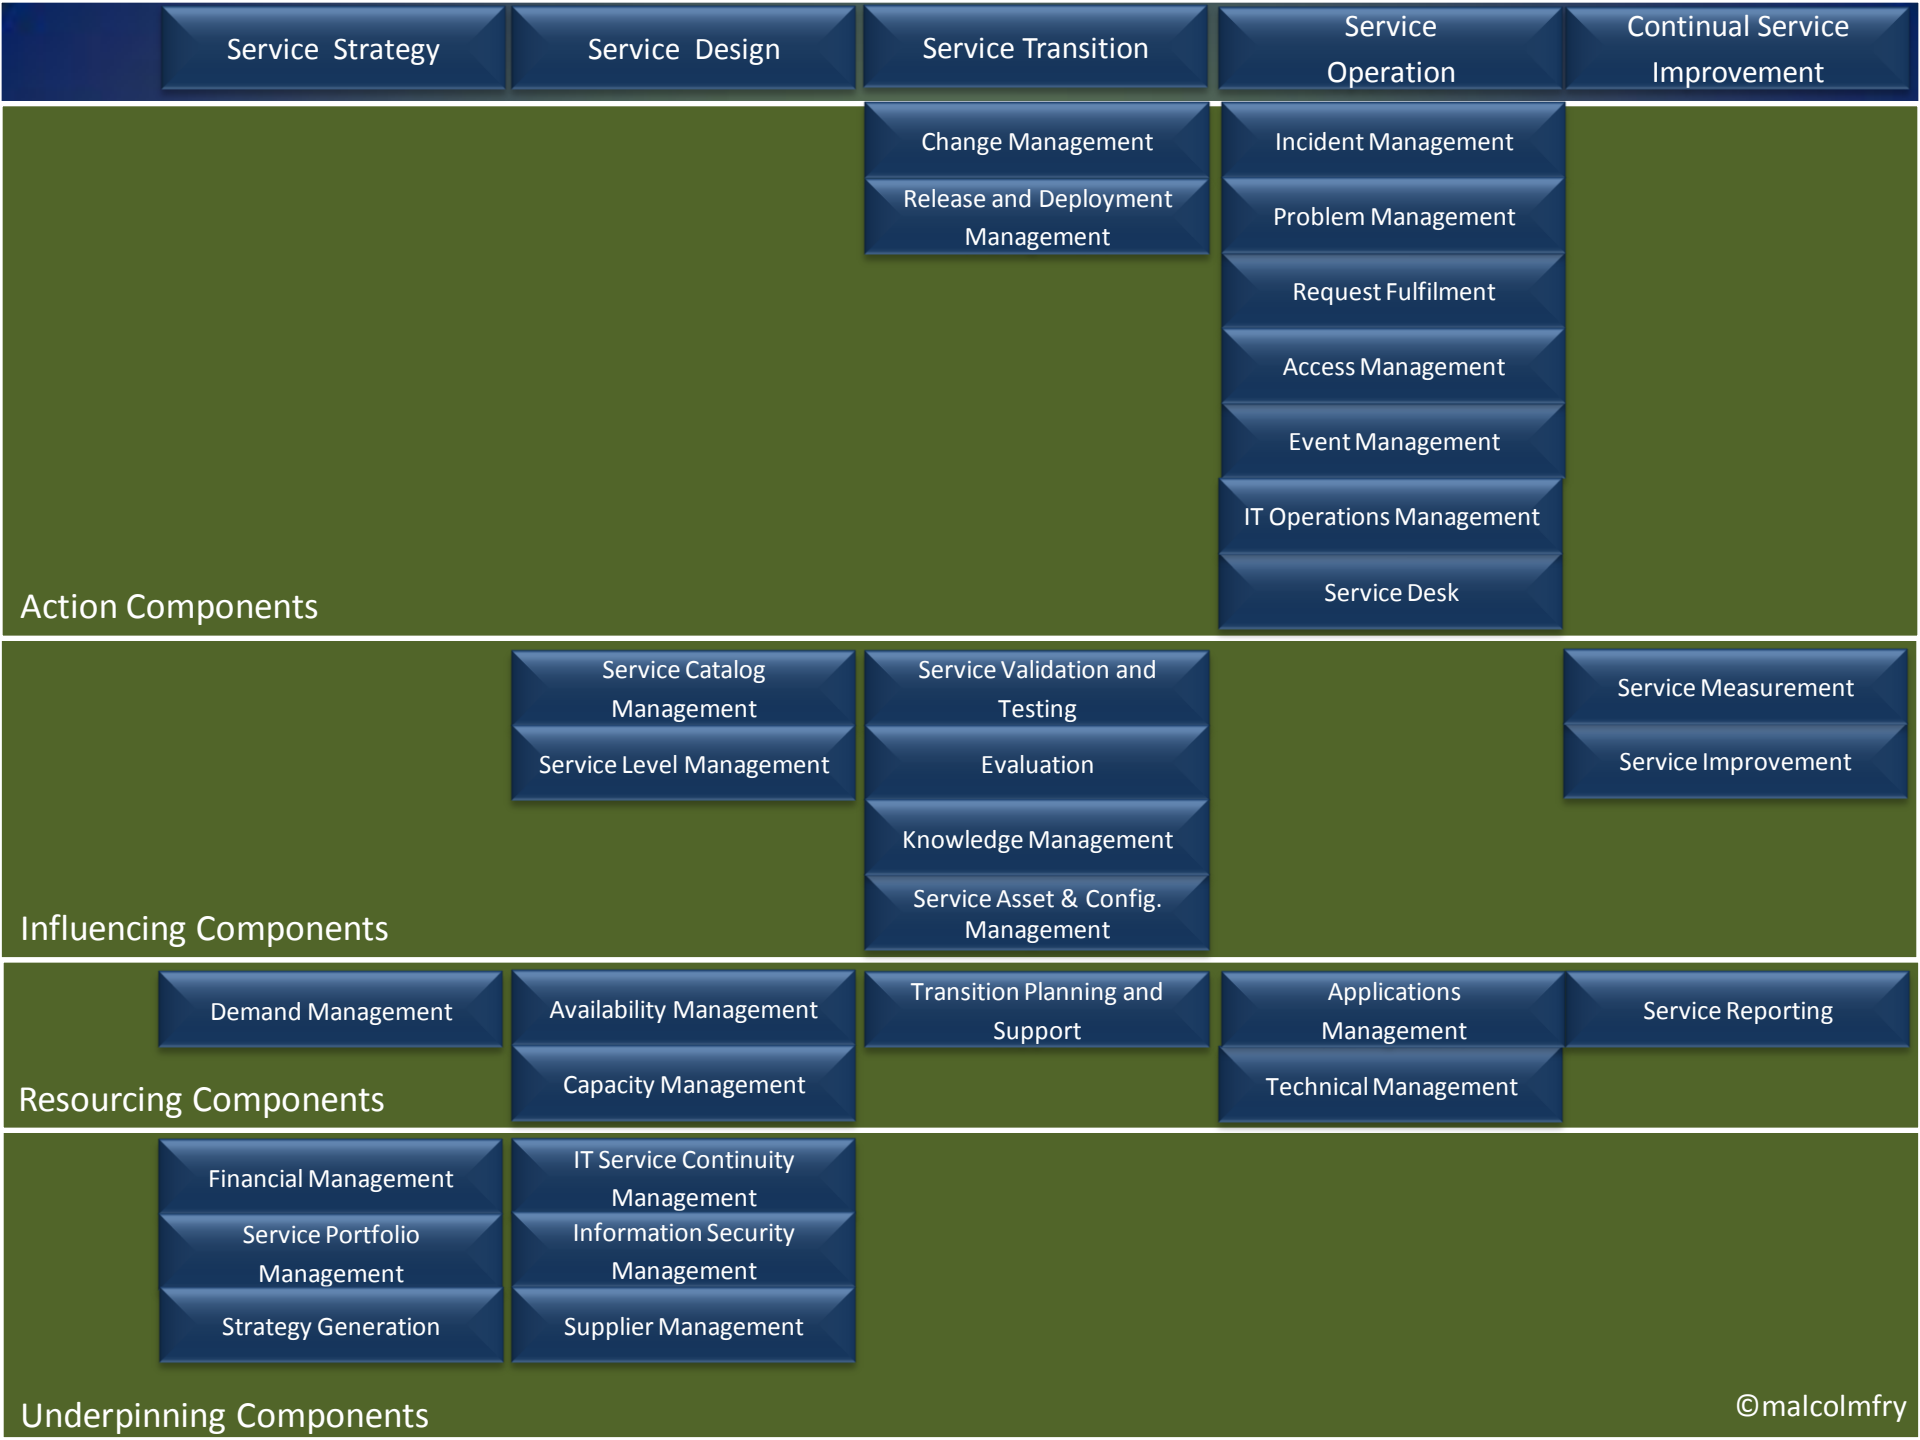 Service Strategy
Service Design
Service Transition
Service
Operation
Continual Service
Improvement
Change Management
Release and Deployment
Management
Incident Management
Problem Management
Request Fulfilment
Access Management
Event Management
IT Operations Management
Service Desk
Action Components
Service Catalog
Management
Service Level Management
Service Validation and
Testing
Evaluation
Knowledge Management
Service Asset & Config.
Management
Service Measurement
Service Improvement
Influencing Components
Demand Management
Availability Management
Capacity Management
Transition Planning and
Support
Applications
Management
Technical Management
Service Reporting
Resourcing Components
Financial Management
Service Portfolio
Management
Strategy Generation
IT Service Continuity
Management
Information Security
Management
Supplier Management
Underpinning Components
©malcolmfry